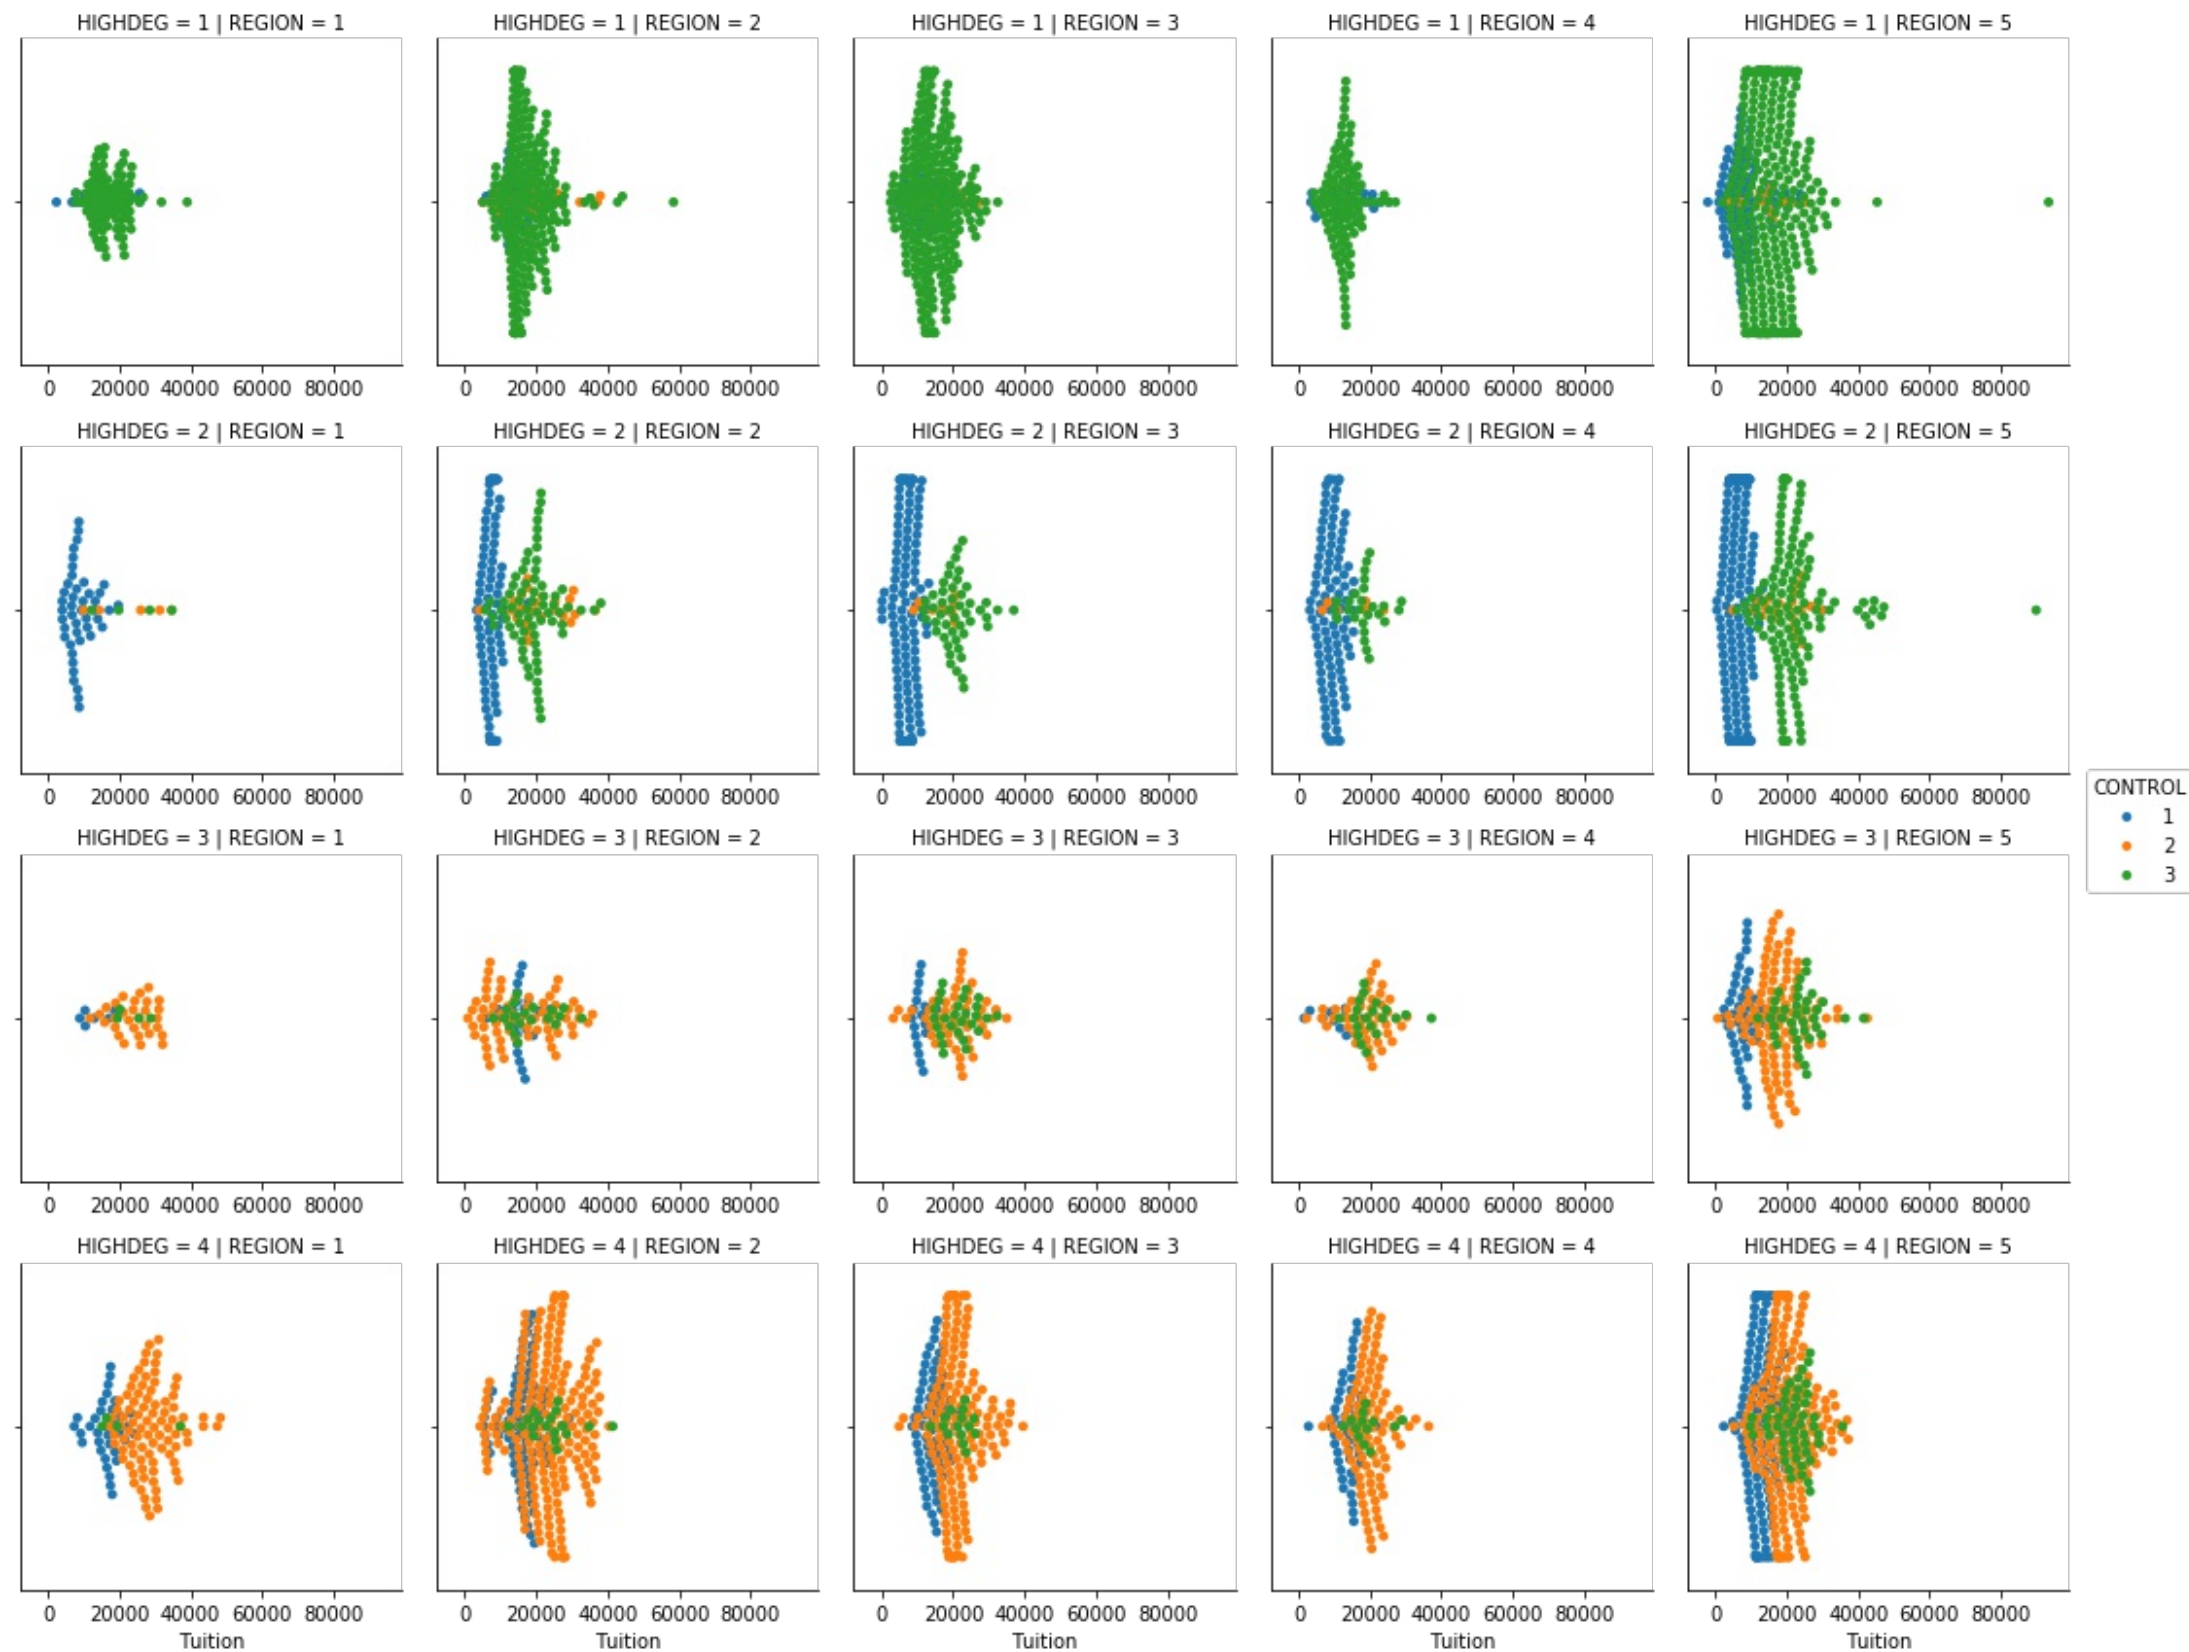 HIGHDEG = 1 | REGION = 1
HIGHDEG = 1 | REGION = 2
HIGHDEG = 1 | REGION = 3
HIGHDEG = 1 | REGION = 4
HIGHDEG = 1 | REGION = 5
0 20000 40000 60000 80000
0 20000 40000 60000 80000
0 20000 40000 60000 80000
0 20000 40000 60000 80000
0 20000 40000 60000 80000
HIGHDEG = 2 | REGION = 1
HIGHDEG = 2 | REGION = 2
HIGHDEG = 2 | REGION = 3
HIGHDEG = 2 | REGION = 4
HIGHDEG = 2 | REGION = 5
0 20000 40000 60000 80000
0 20000 40000 60000 80000
0 20000 40000 60000 80000
0 20000 40000 60000 80000
0 20000 40000 60000 80000
CONTROL
1
2
3
HIGHDEG = 3 | REGION = 1
HIGHDEG = 3 | REGION = 2
HIGHDEG = 3 | REGION = 3
HIGHDEG = 3 | REGION = 4
HIGHDEG = 3 | REGION = 5
0 20000 40000 60000 80000
0 20000 40000 60000 80000
0 20000 40000 60000 80000
0 20000 40000 60000 80000
0 20000 40000 60000 80000
HIGHDEG = 4 | REGION = 1
HIGHDEG = 4 | REGION = 2
HIGHDEG = 4 | REGION = 3
HIGHDEG = 4 | REGION = 4
HIGHDEG = 4 | REGION = 5
0 20000 40000 60000 80000
0 20000 40000 60000 80000
0 20000 40000 60000 80000
0 20000 40000 60000 80000
0 20000 40000 60000 80000
Tuition
Tuition
Tuition
Tuition
Tuition